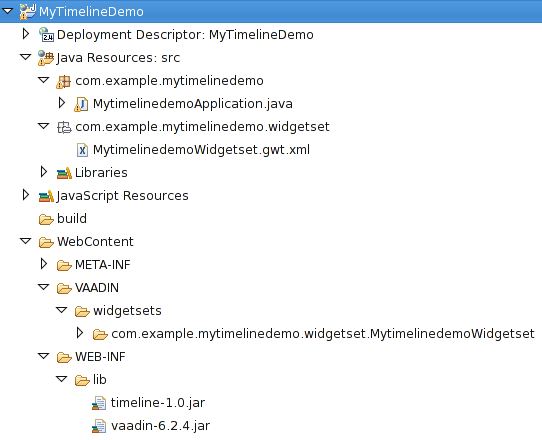 MyTimelineDemo
2.4 Deployment Descriptor: MyTimelineDemo
Java Resources: src
com.example.mytimelinedemo
J MytimelinedemoApplication.java
com.example.mytimelinedemo.widgetset
X MytimelinedemoWidgetset.gwt.xml
Libraries
JavaScript Resources
build
WebContent
META-INF
VAADIN
widgetsets
com.example.mytimelinedemo.widgetset.MytimelinedemoWidgetset
WEB-INF
lib
timeline-1.0.jar
vaadin-6.2.4.jar